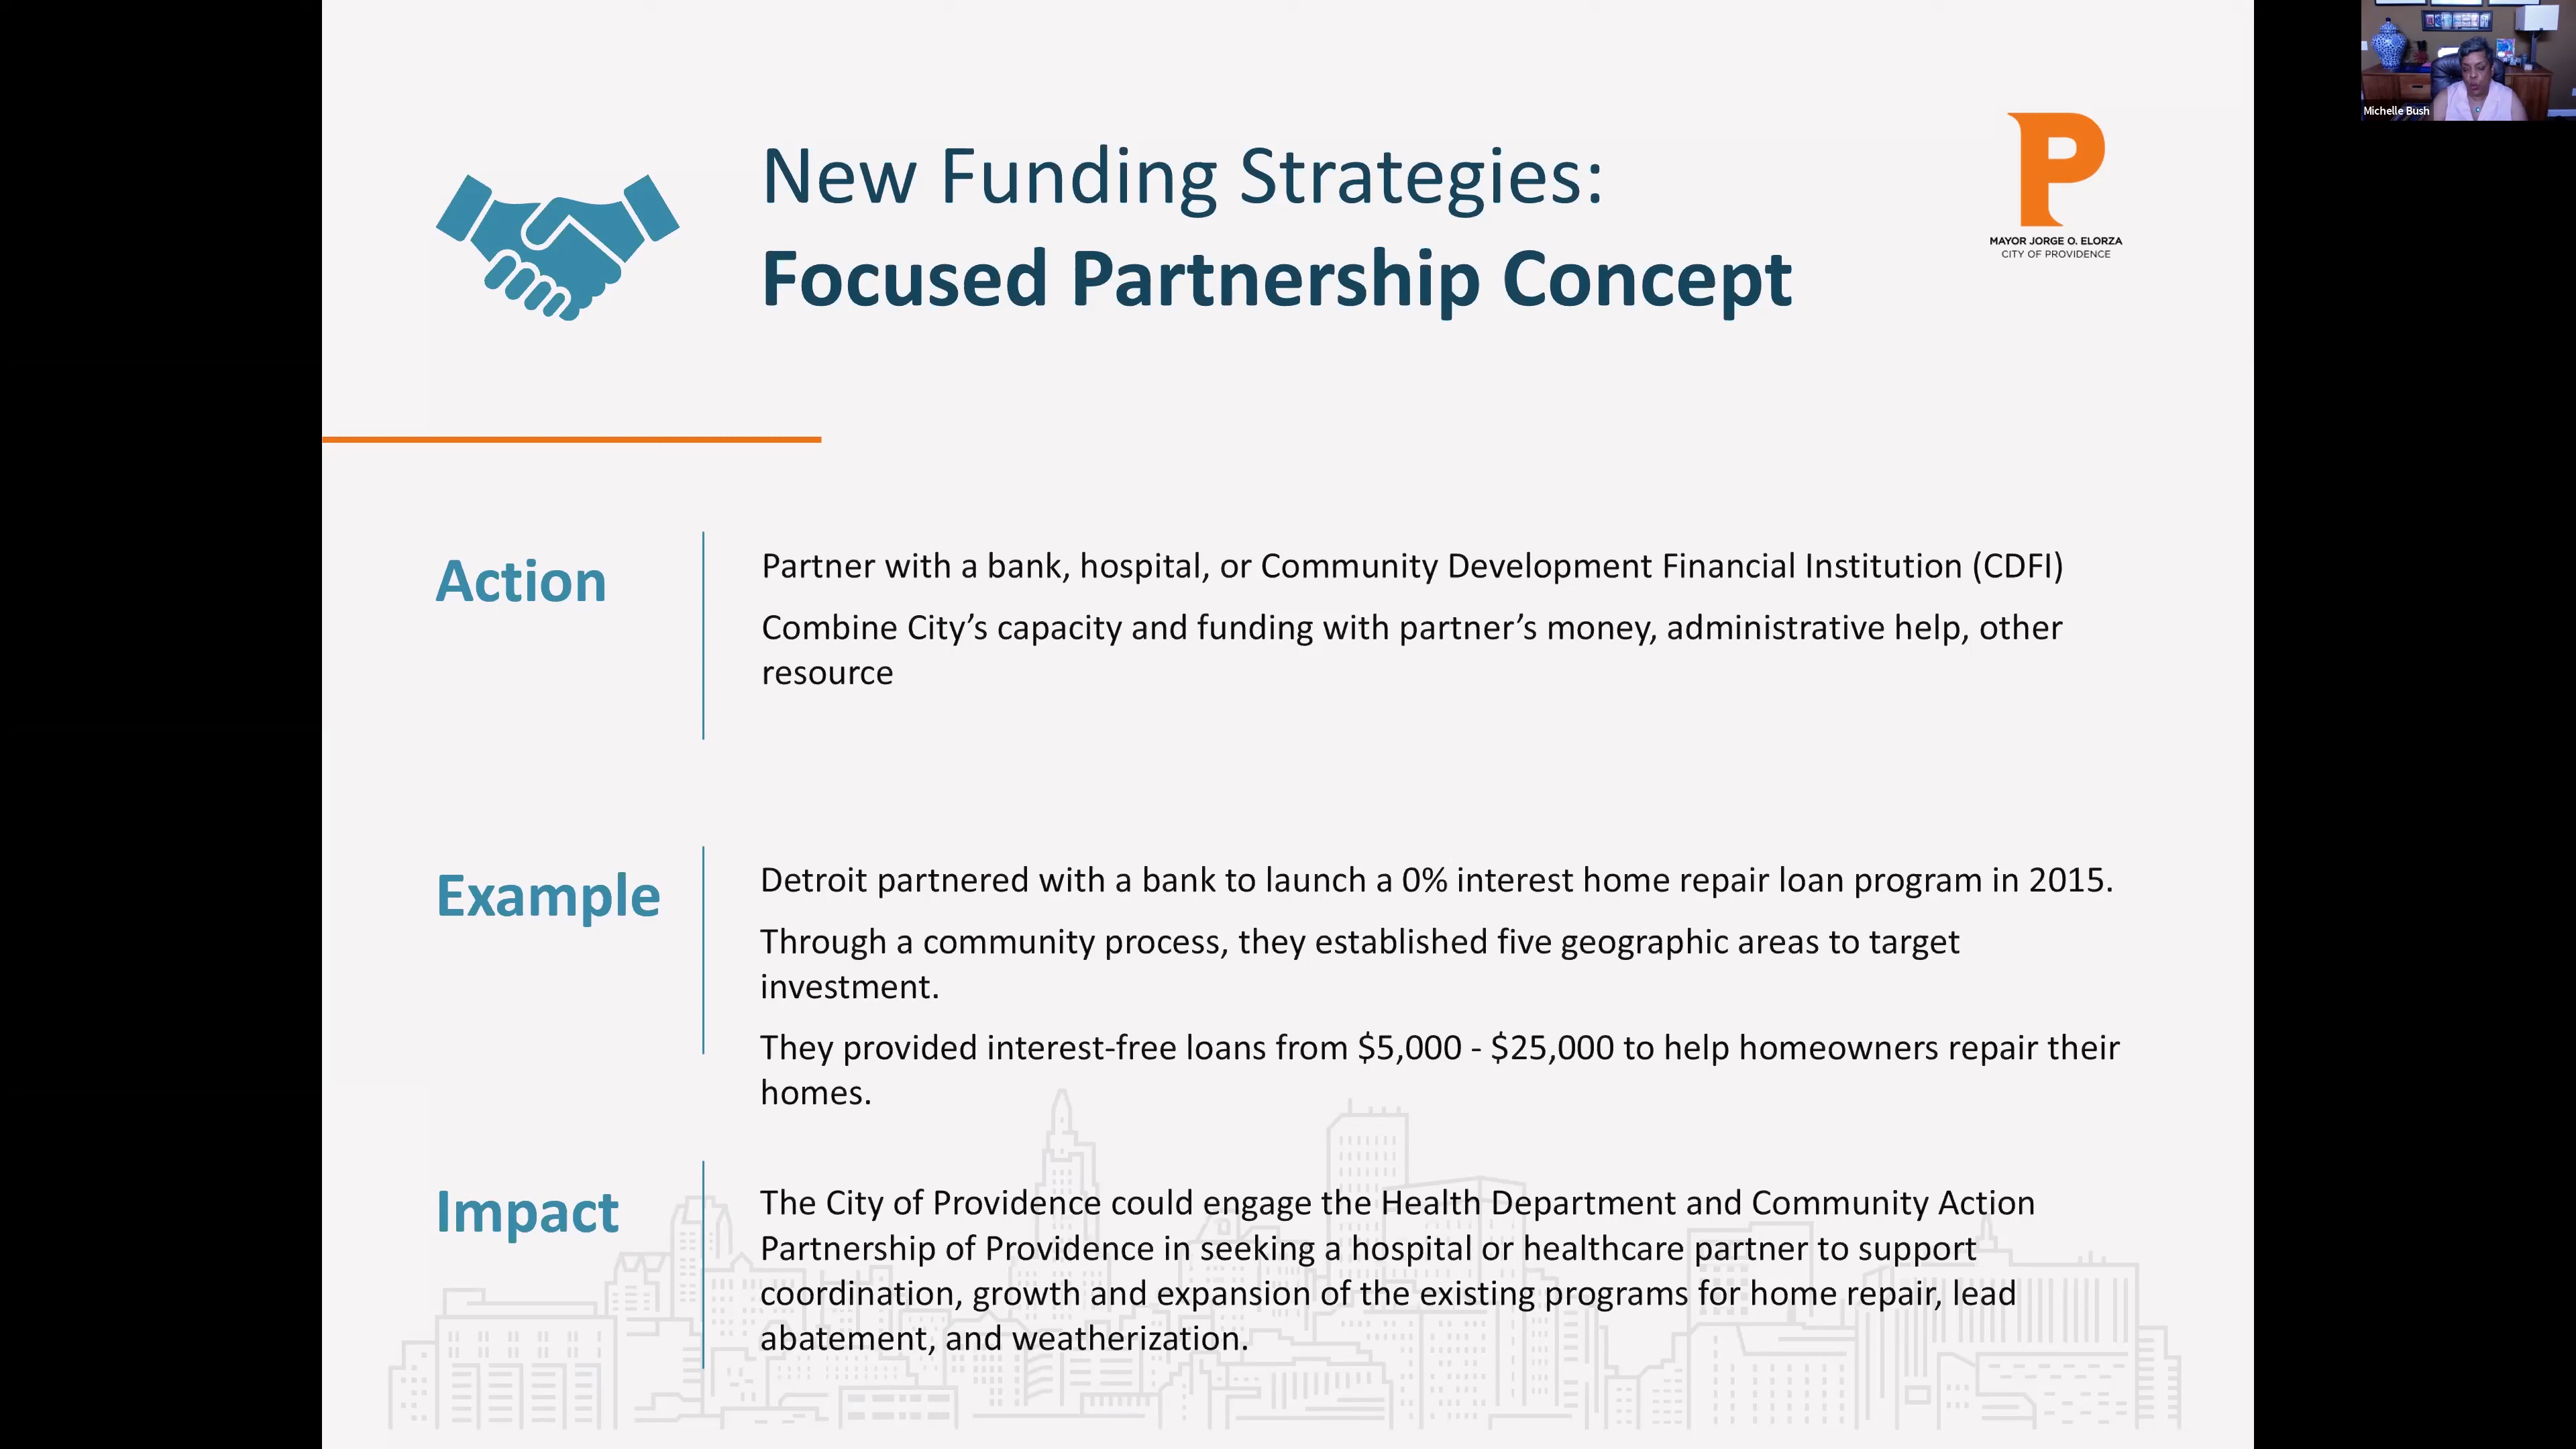 New Funding Strategies:
Focused Partnership Concept
MAYOR JORGE O. ELORZA
CITY OF PROVIDENCE
Michelle Bush
Action
Partner with a bank, hospital, or Community Development Financial Institution (CDFI)
Combine City’s capacity and funding with partner’s money, administrative help, other
resource
Example
Detroit partnered with a bank to launch a 0% interest home repair loan program in 2015.
Through a community process, they established five geographic areas to target
investment.
They provided interest-free loans from $5,000 - $25,000 to help homeowners repair their
homes.
Impact
The City of Providence could engage the Health Department and Community Action
Partnership of Providence in seeking a hospital or healthcare partner to support
coordination, growth and expansion of the existing programs for home repair, lead
abatement, and weatherization.